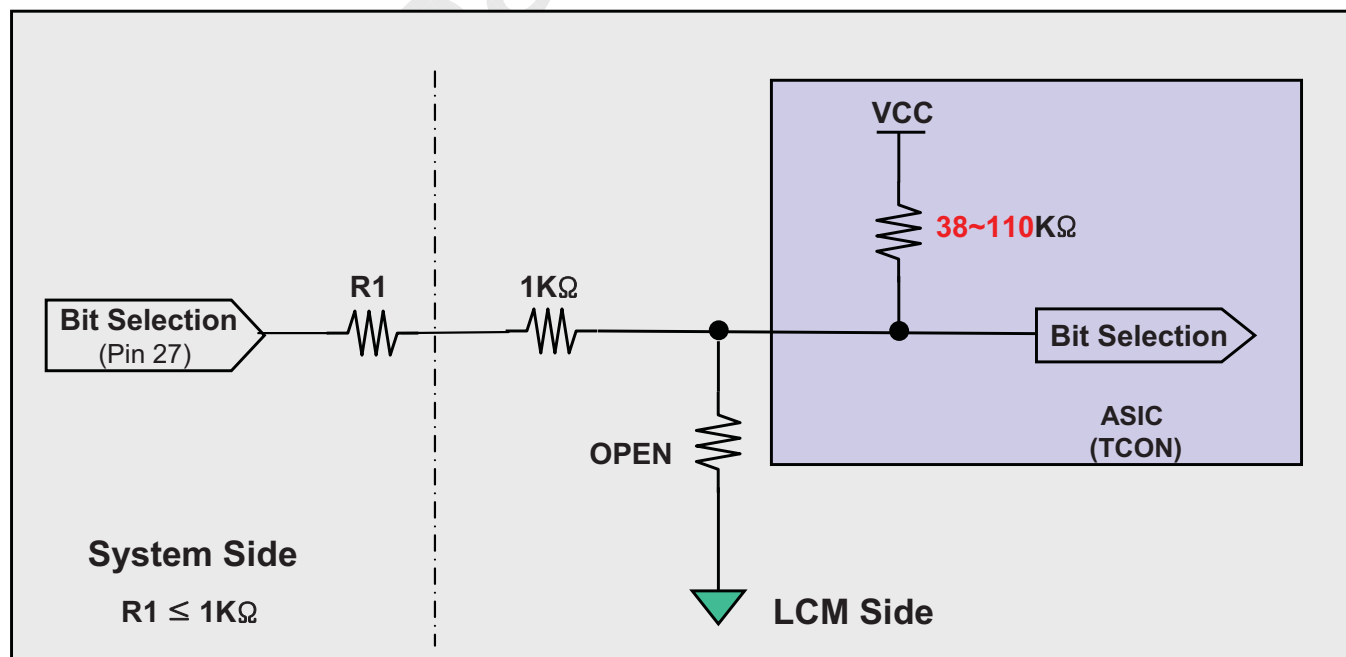 VCC
38~110KΩ
R1
1KΩ
Bit Selection
(Pin 27)
Bit Selection
ASIC
(TCON)
OPEN
System Side
R1 ≤ 1KΩ
LCM Side